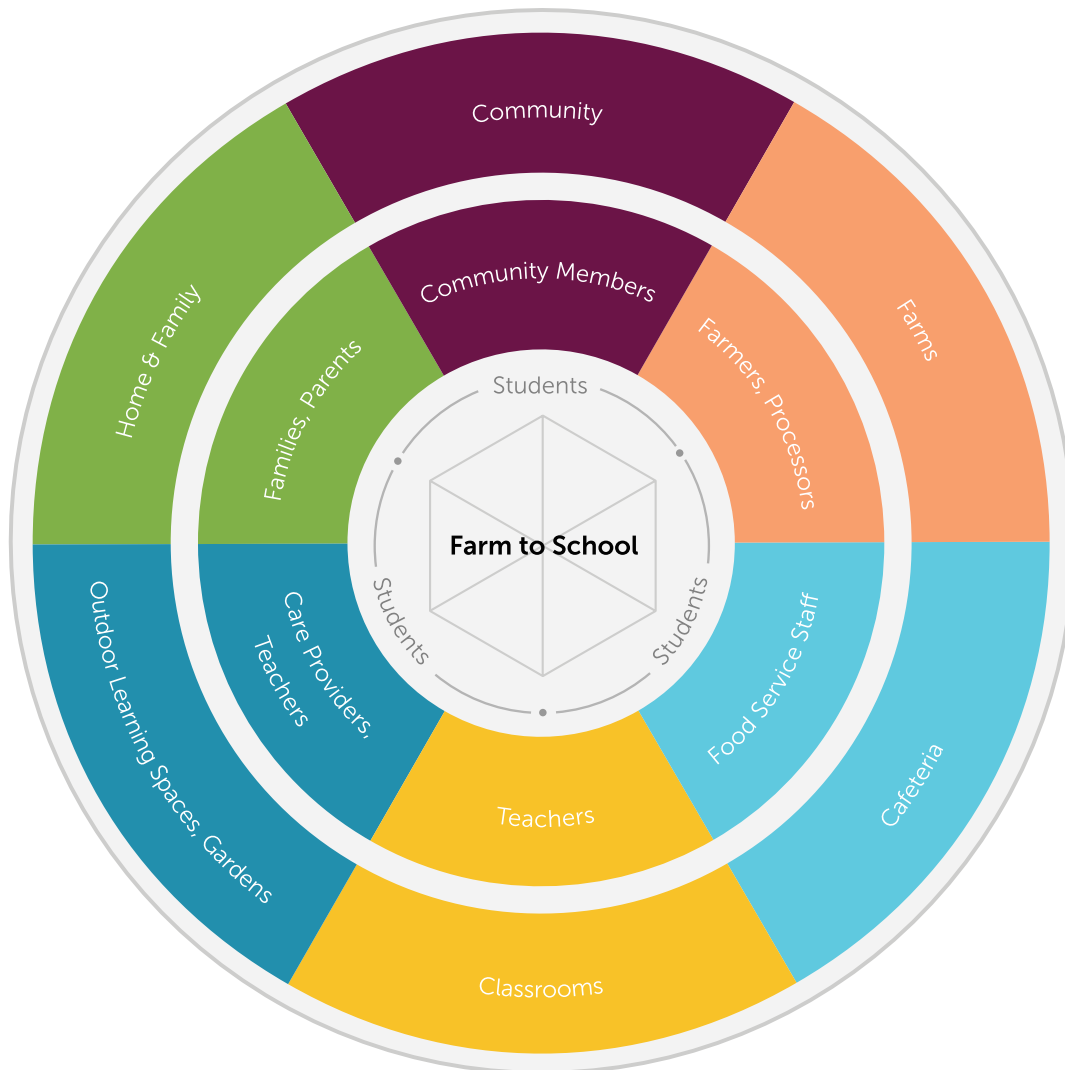 Community
Community Members
Home & Family
Families, Parents
Farmers, Processors
Farms
Students
Farm to School
Students
Students
Outdoor Learning Spaces, Gardens
Care Providers,
Teachers
Food Service Staff
Cafeteria
Teachers
Classrooms